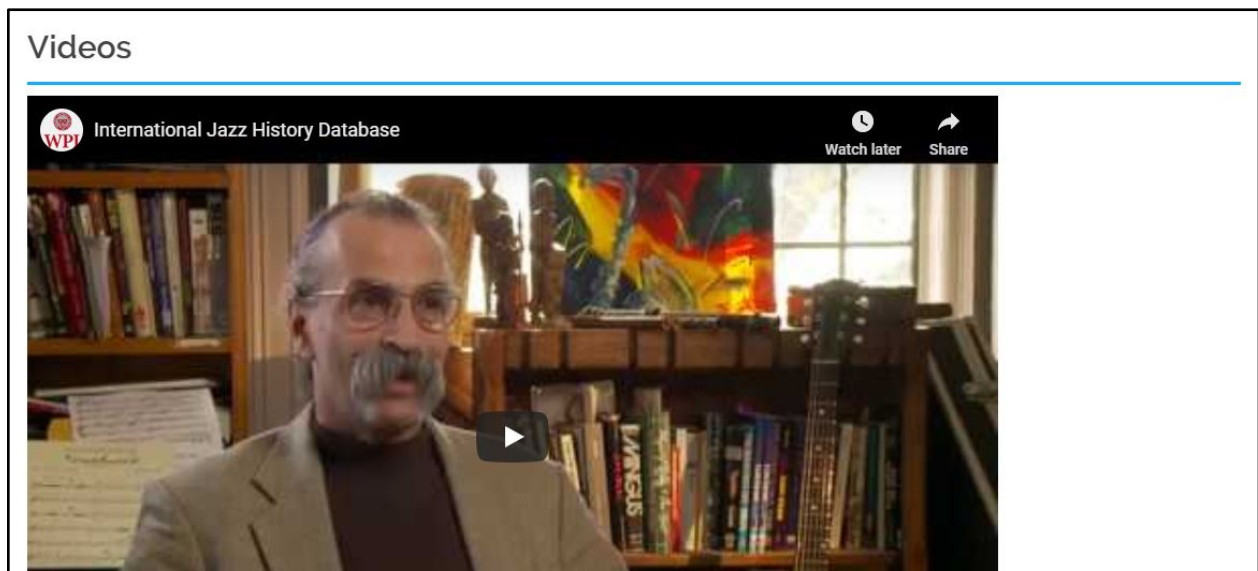 Videos
WPI
International Jazz History Database
Watch later
Share
MINGUS